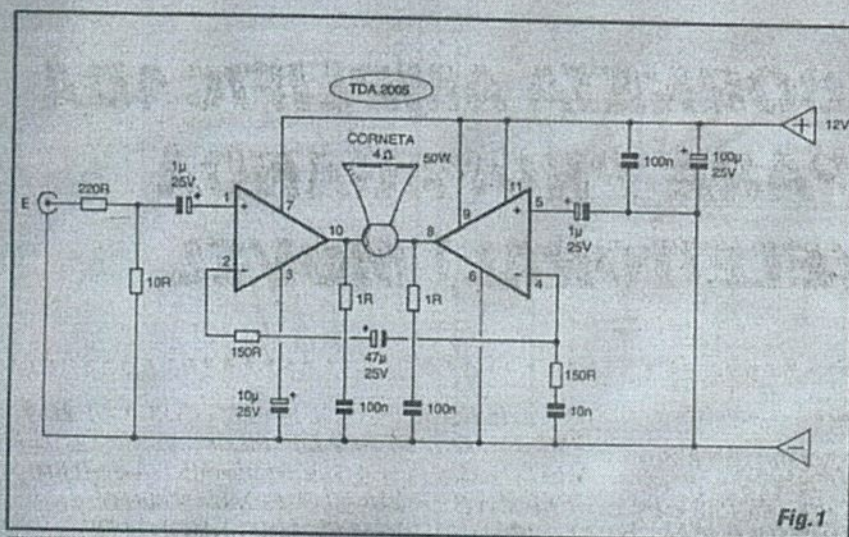 TDA 2005
CORNETA
4Ω
50W
12V
1µ
25V
220R
E
1
7
2
3
10
8
9
11
5
6
4
100n
100µ
25V
1µ
25V
10R
1R
1R
150R
47µ
25V
150R
10µ
25V
100n
100n
10n
Fig.1